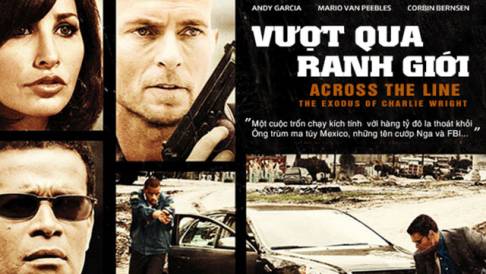 ANDY GARCIA MARIO VAN PEEBLES CORBIN BERNSEN
VƯỢT QUA
RANH GIỚI
ACROSS THE LINE
THE EXODUS OF CHARLIE WRIGHT
"Một cuộc trốn chạy kích tính với hàng tỷ đô la thoát khỏi
Ông trùm ma túy Mexico, những tên cướp Nga và FBI..."